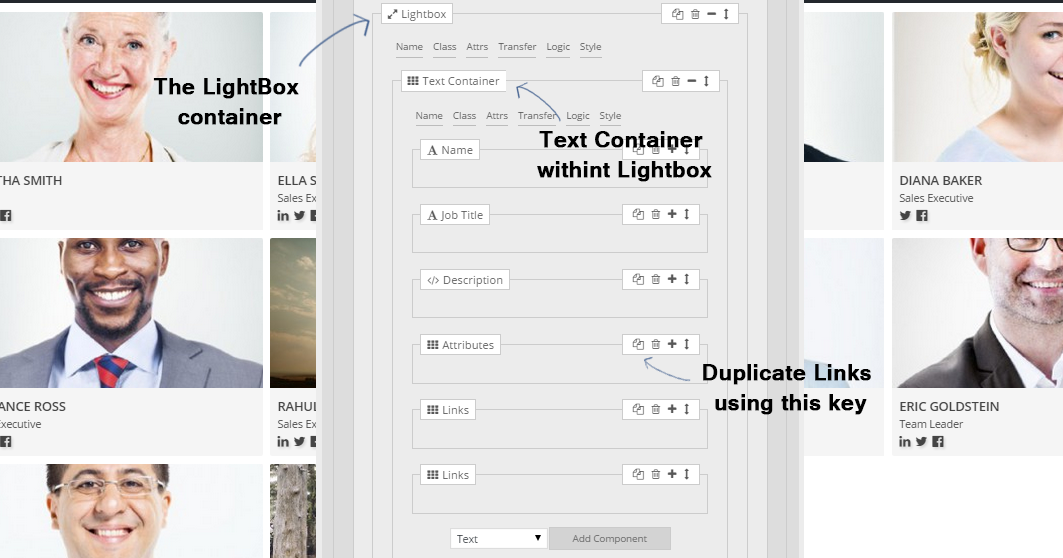 Lightbox
Name Class Attrs Transfer Logic Style
The LightBox
container
Text Container
Name Class Attrs Transfer Logic Style
Text Container
withint Lightbox
A Name
A Job Title
</> Description
Attributes
Duplicate Links
using this key
Links
Links
Text Add Component
THA SMITH
ELLA S
Sales Ex
DIANA BAKER
Sales Executive
ANCE ROSS
Executive
RAHUL
Sales Ex
ERIC GOLDSTEIN
Team Leader